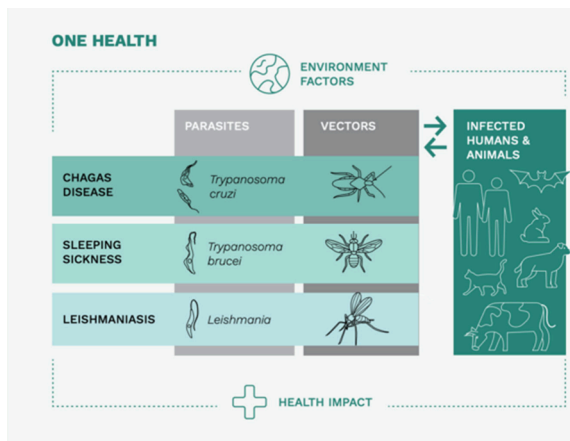 ONE HEALTH
ENVIRONMENT
FACTORS
PARASITES
VECTORS
INFECTED
HUMANS &
ANIMALS
CHAGAS
DISEASE
Trypanosoma
cruzi
SLEEPING
SICKNESS
Trypanosoma
brucei
LEISHMANIASIS
Leishmania
HEALTH IMPACT